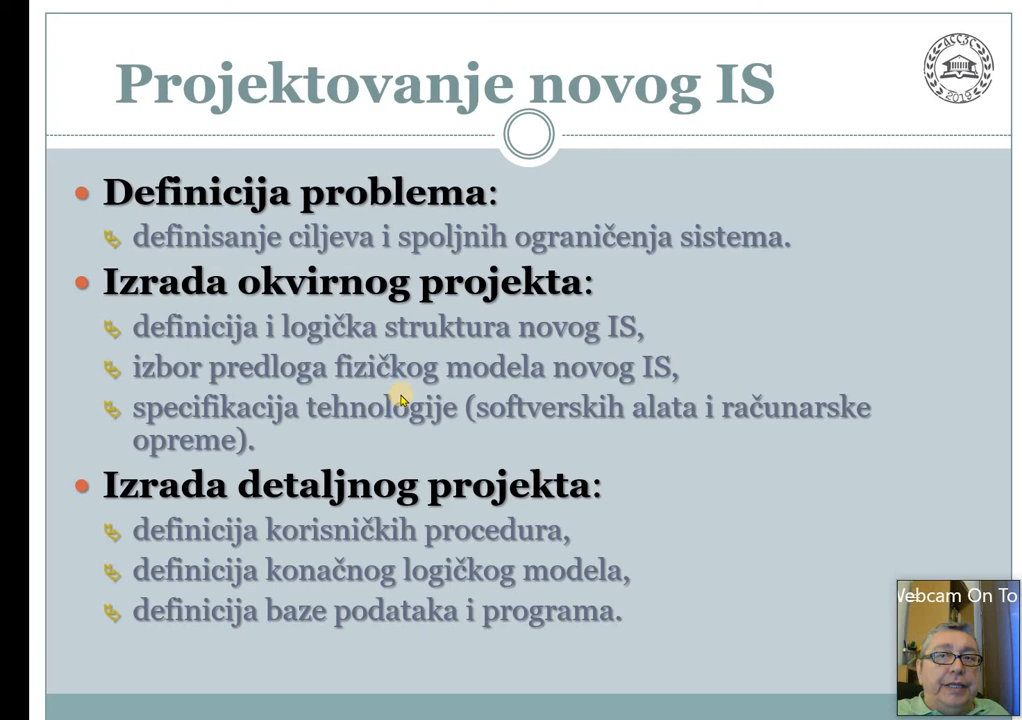 Projektovanje novog IS
АССЗС
2019
Definicija problema:
definisanje ciljeva i spoljnih ograničenja sistema.
Izrada okvirnog projekta:
definicija i logička struktura novog IS,
izbor predloga fizičkog modela novog IS,
specifikacija tehnologije (softverskih alata i računarske
opreme).
Izrada detaljnog projekta:
definicija korisničkih procedura,
definicija konačnog logičkog modela,
definicija baze podataka i programa.
Webcam On To